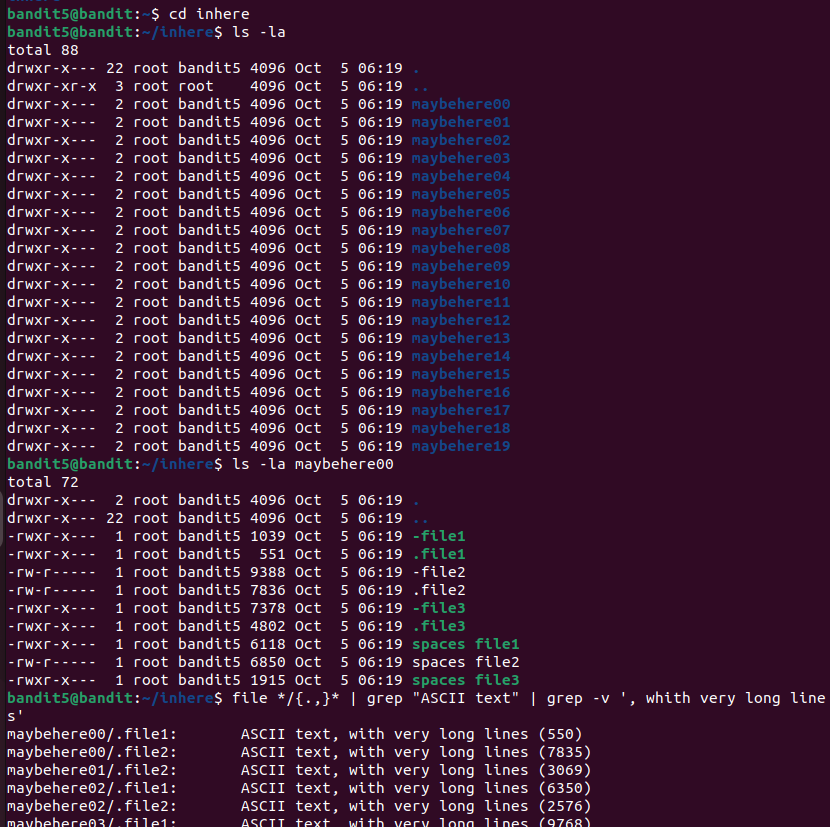 bandit5@bandit:~$ cd inhere
bandit5@bandit:~/inhere$ ls -la
total 88
drwxr-x--- 22 root bandit5 4096 Oct  5 06:19 .
drwxr-xr-x  3 root root    4096 Oct  5 06:19 ..
drwxr-x---  2 root bandit5 4096 Oct  5 06:19 maybehere00
drwxr-x---  2 root bandit5 4096 Oct  5 06:19 maybehere01
drwxr-x---  2 root bandit5 4096 Oct  5 06:19 maybehere02
drwxr-x---  2 root bandit5 4096 Oct  5 06:19 maybehere03
drwxr-x---  2 root bandit5 4096 Oct  5 06:19 maybehere04
drwxr-x---  2 root bandit5 4096 Oct  5 06:19 maybehere05
drwxr-x---  2 root bandit5 4096 Oct  5 06:19 maybehere06
drwxr-x---  2 root bandit5 4096 Oct  5 06:19 maybehere07
drwxr-x---  2 root bandit5 4096 Oct  5 06:19 maybehere08
drwxr-x---  2 root bandit5 4096 Oct  5 06:19 maybehere09
drwxr-x---  2 root bandit5 4096 Oct  5 06:19 maybehere10
drwxr-x---  2 root bandit5 4096 Oct  5 06:19 maybehere11
drwxr-x---  2 root bandit5 4096 Oct  5 06:19 maybehere12
drwxr-x---  2 root bandit5 4096 Oct  5 06:19 maybehere13
drwxr-x---  2 root bandit5 4096 Oct  5 06:19 maybehere14
drwxr-x---  2 root bandit5 4096 Oct  5 06:19 maybehere15
drwxr-x---  2 root bandit5 4096 Oct  5 06:19 maybehere16
drwxr-x---  2 root bandit5 4096 Oct  5 06:19 maybehere17
drwxr-x---  2 root bandit5 4096 Oct  5 06:19 maybehere18
drwxr-x---  2 root bandit5 4096 Oct  5 06:19 maybehere19
bandit5@bandit:~/inhere$ ls -la maybehere00
total 72
drwxr-x---  2 root bandit5 4096 Oct  5 06:19 .
drwxr-x--- 22 root bandit5 4096 Oct  5 06:19 ..
-rwxr-x---  1 root bandit5 1039 Oct  5 06:19 -file1
-rwxr-x---  1 root bandit5  551 Oct  5 06:19 .file1
-rw-r-----  1 root bandit5 9388 Oct  5 06:19 -file2
-rw-r-----  1 root bandit5 7836 Oct  5 06:19 .file2
-rwxr-x---  1 root bandit5 7378 Oct  5 06:19 -file3
-rwxr-x---  1 root bandit5 4802 Oct  5 06:19 .file3
-rwxr-x---  1 root bandit5 6118 Oct  5 06:19 spaces file1
-rw-r-----  1 root bandit5 6850 Oct  5 06:19 spaces file2
-rwxr-x---  1 root bandit5 1915 Oct  5 06:19 spaces file3
bandit5@bandit:~/inhere$ file */{.,}* | grep "ASCII text" | grep -v ', whith very long line
s'
maybehere00/.file1:       ASCII text, with very long lines (550)
maybehere00/.file2:       ASCII text, with very long lines (7835)
maybehere01/.file2:       ASCII text, with very long lines (3069)
maybehere02/.file1:       ASCII text, with very long lines (6350)
maybehere02/.file2:       ASCII text, with very long lines (2576)
maybehere03/.file1:       ASCII text, with very long lines (9768)